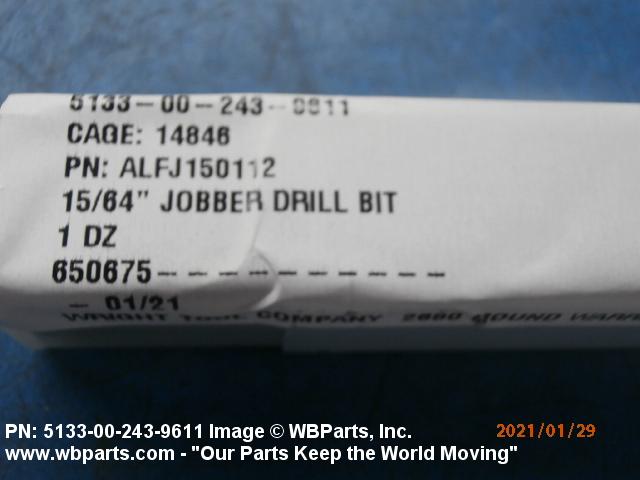 5133-00-243-9611
CAGE: 14846
PN: ALFJ150112
15/64" JOBBER DRILL BIT
1 DZ
650675- - - - - - - - - - -
- 01/21
WRIGHT TOOL COMPANY 2660 MOUND
PN: 5133-00-243-9611 Image © WBParts, Inc.
2021/01/29
www.wbparts.com - "Our Parts Keep the World Moving"